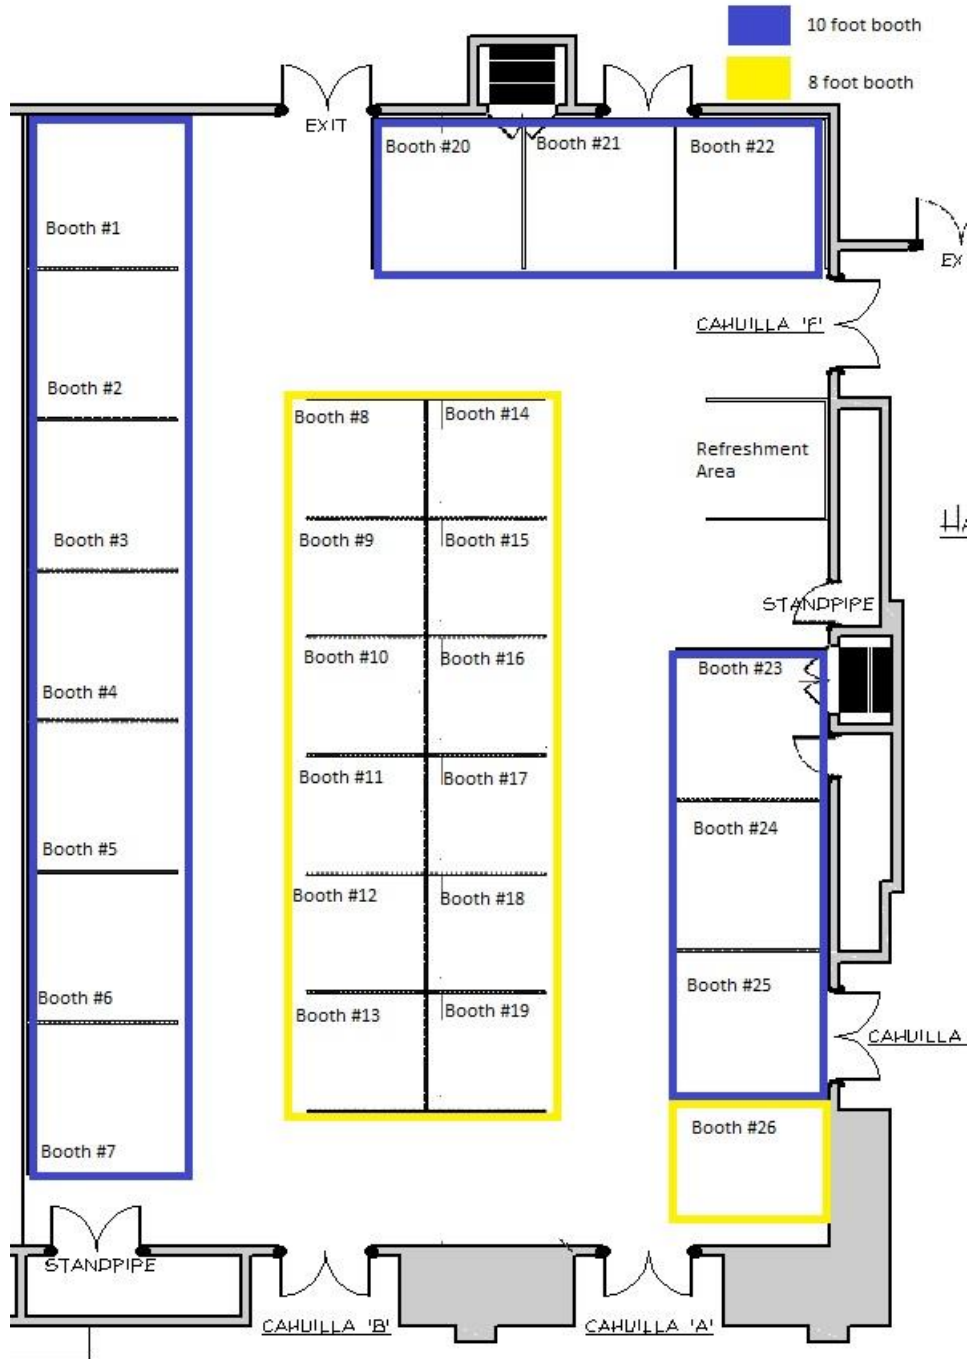 10 foot booth
8 foot booth
EXIT
Booth #20
Booth #21
Booth #22
Booth #1
EX
CAHUILLA 'F'
Booth #2
Booth #8
Booth #14
Refreshment
Area
Booth #3
Booth #9
Booth #15
HA
STANDPIPE
Booth #10
Booth #16
Booth #23
Booth #4
Booth #11
Booth #17
Booth #24
Booth #5
Booth #12
Booth #18
Booth #25
Booth #6
Booth #13
Booth #19
CAHUILLA
Booth #26
Booth #7
STANDPIPE
CAHUILLA 'B'
CAHUILLA 'A'